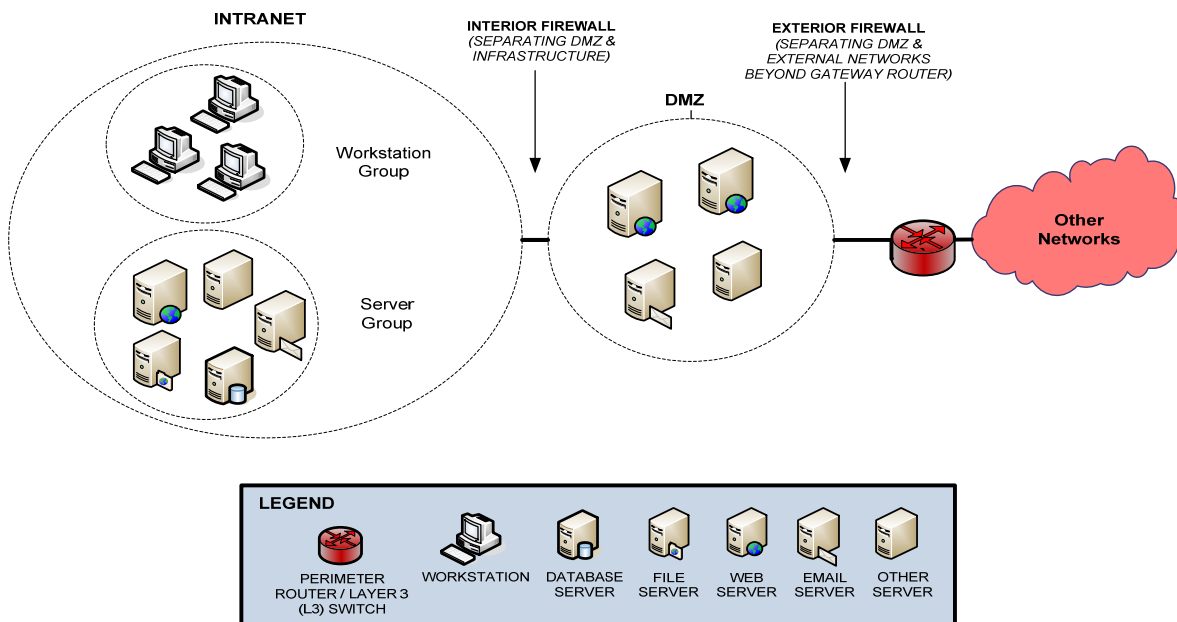 INTRANET
INTERIOR FIREWALL
(SEPARATING DMZ &
INFRASTRUCTURE)
EXTERIOR FIREWALL
(SEPARATING DMZ &
EXTERNAL NETWORKS
BEYOND GATEWAY ROUTER)
DMZ
Workstation
Group
Server
Group
Other
Networks
LEGEND
PERIMETER
ROUTER / LAYER 3
(L3) SWITCH
WORKSTATION
DATABASE
SERVER
FILE
SERVER
WEB
SERVER
EMAIL
SERVER
OTHER
SERVER